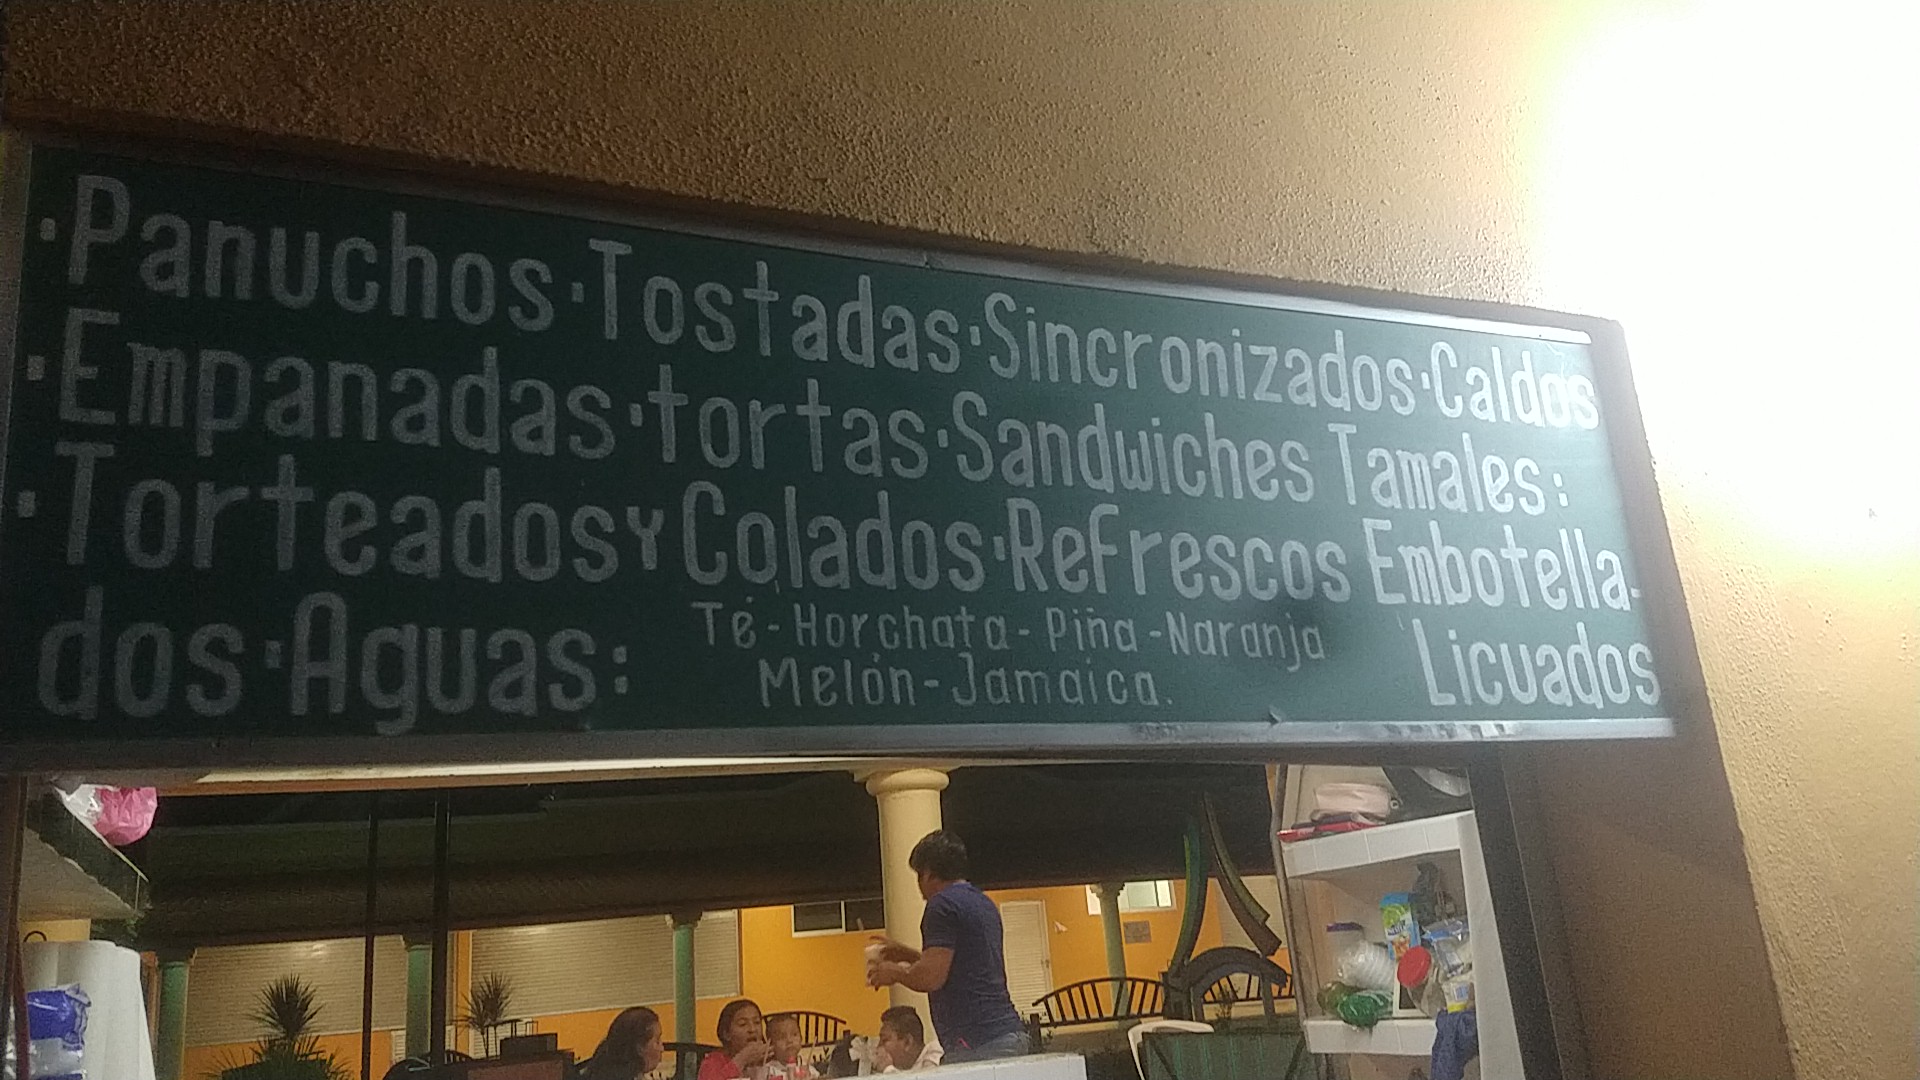 ·Panuchos·Tostadas·Sincronizados·Caldos
·Empanadas·tortas·Sandwiches Tamales:
·Torteados Y Colados·Refrescos Embotella-
dos·Aguas: Té-Horchata-Piña-Naranja
Melón-Jamaica. Licuados